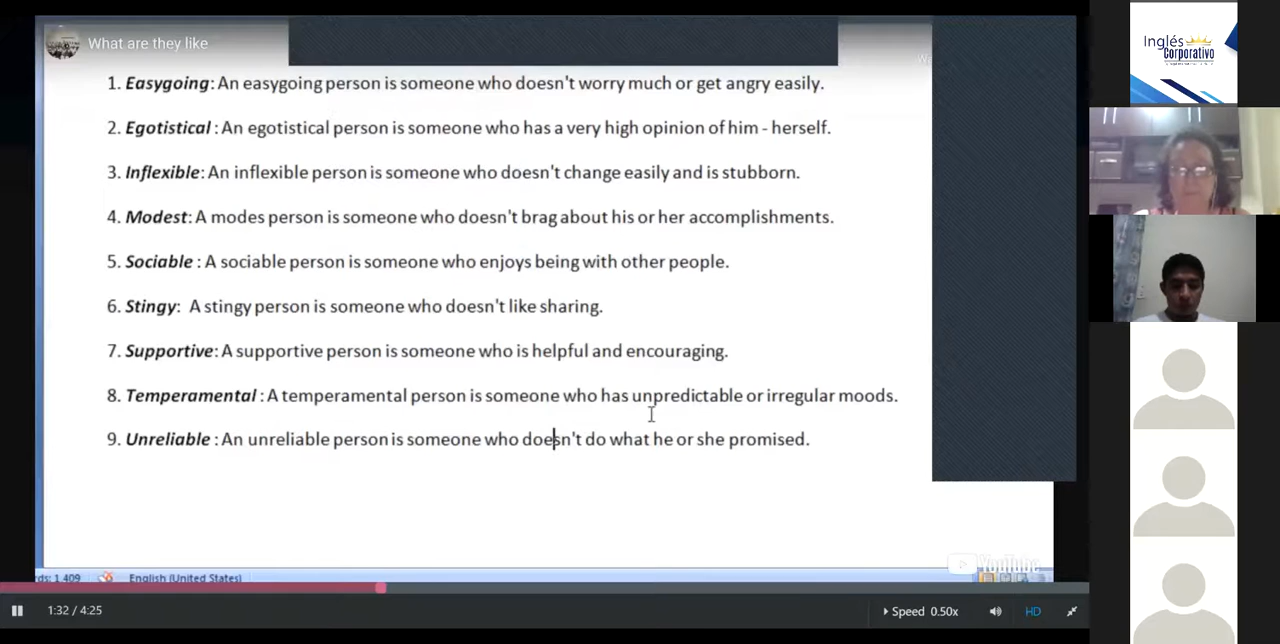 What are they like
1. Easygoing: An easygoing person is someone who doesn't worry much or get angry easily.
2. Egotistical : An egotistical person is someone who has a very high opinion of him - herself.
3. Inflexible: An inflexible person is someone who doesn't change easily and is stubborn.
4. Modest: A modes person is someone who doesn't brag about his or her accomplishments.
5. Sociable : A sociable person is someone who enjoys being with other people.
6. Stingy: A stingy person is someone who doesn't like sharing.
7. Supportive: A supportive person is someone who is helpful and encouraging.
8. Temperamental : A temperamental person is someone who has unpredictable or irregular moods.
9. Unreliable : An unreliable person is someone who doesn't do what he or she promised.
YouTube
rds: 1,409 English (United States)
1:32 / 4:25
Speed 0.50x
HD
Inglés
Corporativo